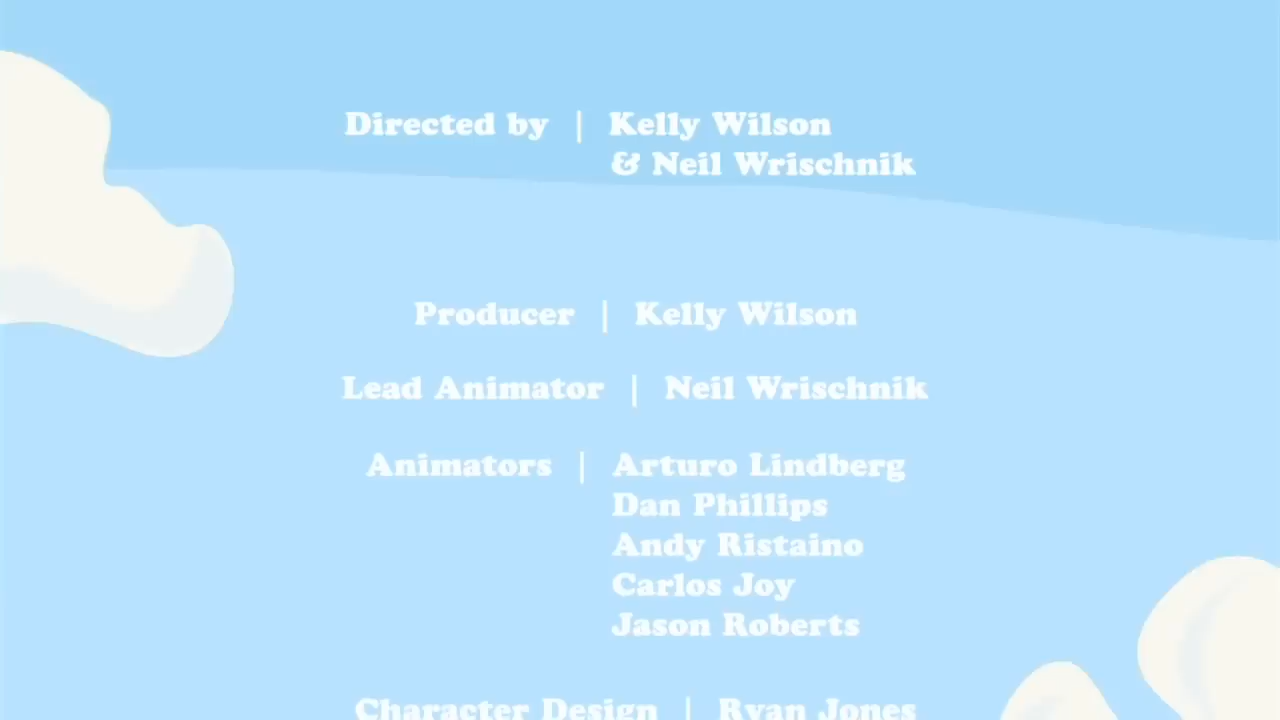 Directed by | Kelly Wilson
& Neil Wrischnik
Producer | Kelly Wilson
Lead Animator | Neil Wrischnik
Animators | Arturo Lindberg
Dan Phillips
Andy Ristaino
Carlos Joy
Jason Roberts
Character Design | Ryan Jones